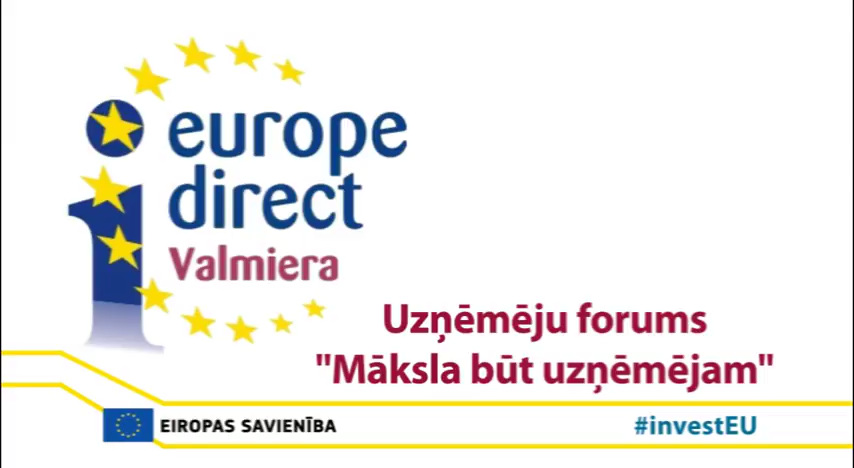 europe
direct
Valmiera
Uzņēmēju forums
"Māksla būt uzņēmējam"
EIROPAS SAVIENĪBA
#investEU